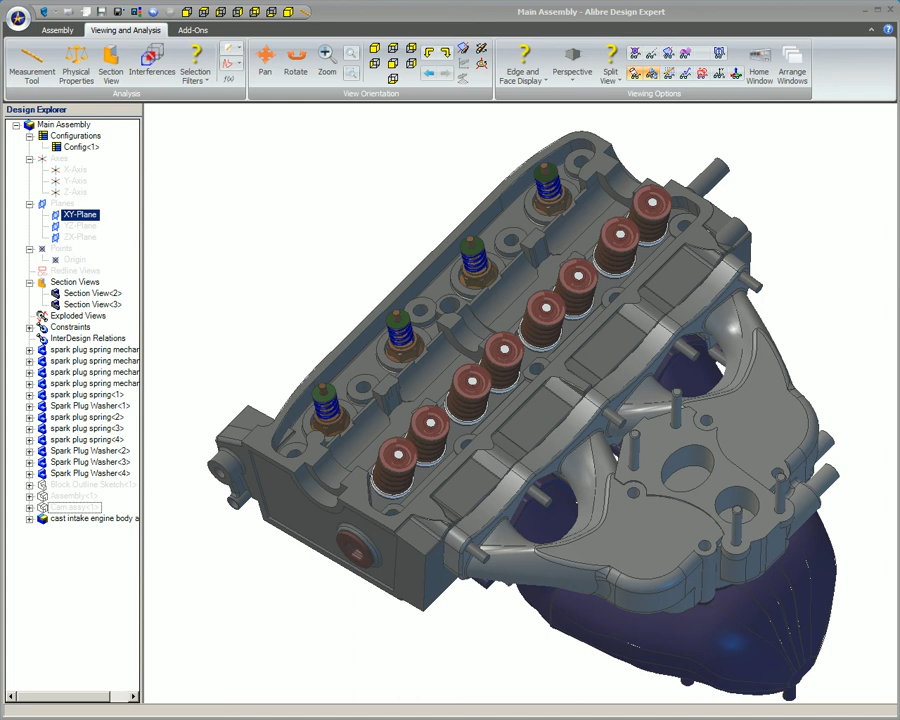 Main Assembly - Alibre Design Expert
Assembly
Viewing and Analysis
Add-Ons
Measurement Tool
Physical Properties
Section View
Interferences
Selection Filters
f(x)
Pan
Rotate
Zoom
Edge and Face Display
Perspective
Split View
Home Window
Arrange Windows
Analysis
View Orientation
Viewing Options
Design Explorer
Main Assembly
Configurations
Config<1>
Axes
X-Axis
Y-Axis
Z-Axis
Planes
XY-Plane
YZ-Plane
ZX-Plane
Points
Origin
Redline Views
Section Views
Section View<2>
Section View<3>
Exploded Views
Constraints
InterDesign Relations
spark plug spring mechar
spark plug spring mechar
spark plug spring mechar
spark plug spring mechar
spark plug spring<1>
Spark Plug Washer<1>
spark plug spring<2>
spark plug spring<3>
spark plug spring<4>
Spark Plug Washer<2>
Spark Plug Washer<3>
Spark Plug Washer<4>
Block Outline Sketch<1>
Assembly<1>
Cam assy<1>
cast intake engine body a